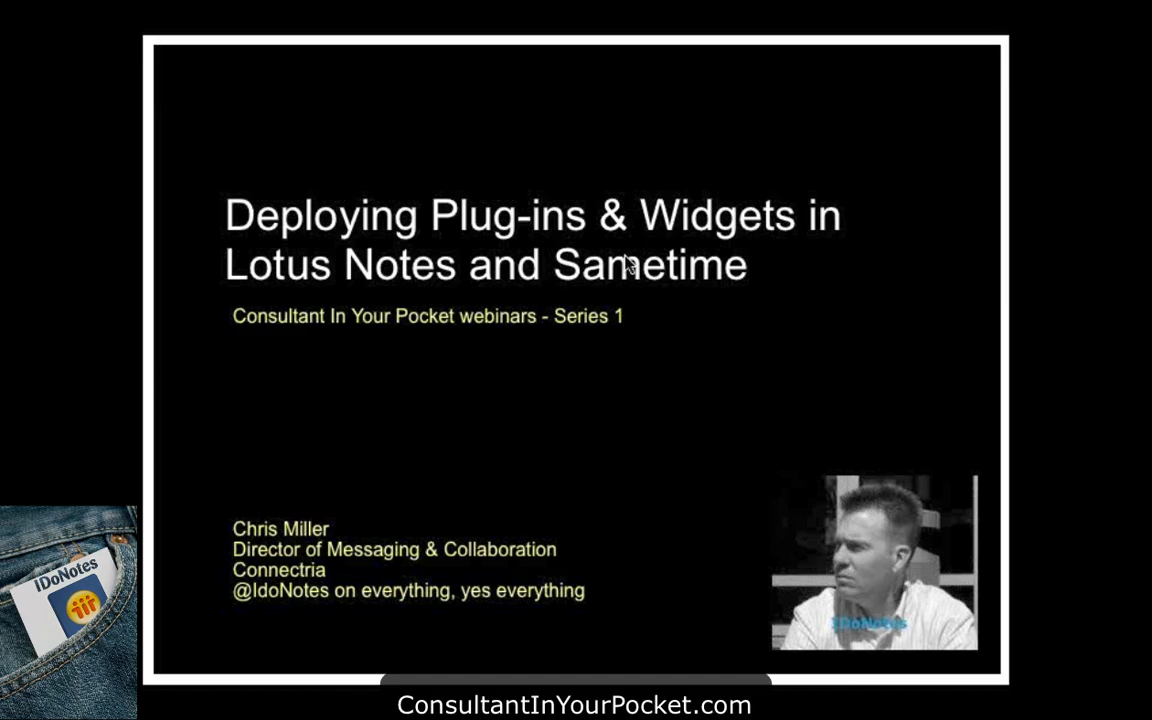 Deploying Plug-ins & Widgets in
Lotus Notes and Sametime
Consultant In Your Pocket webinars - Series 1
Chris Miller
Director of Messaging & Collaboration
Connectria
@IdoNotes on everything, yes everything
IDoNotes
IDoNotes
ConsultantInYourPocket.com